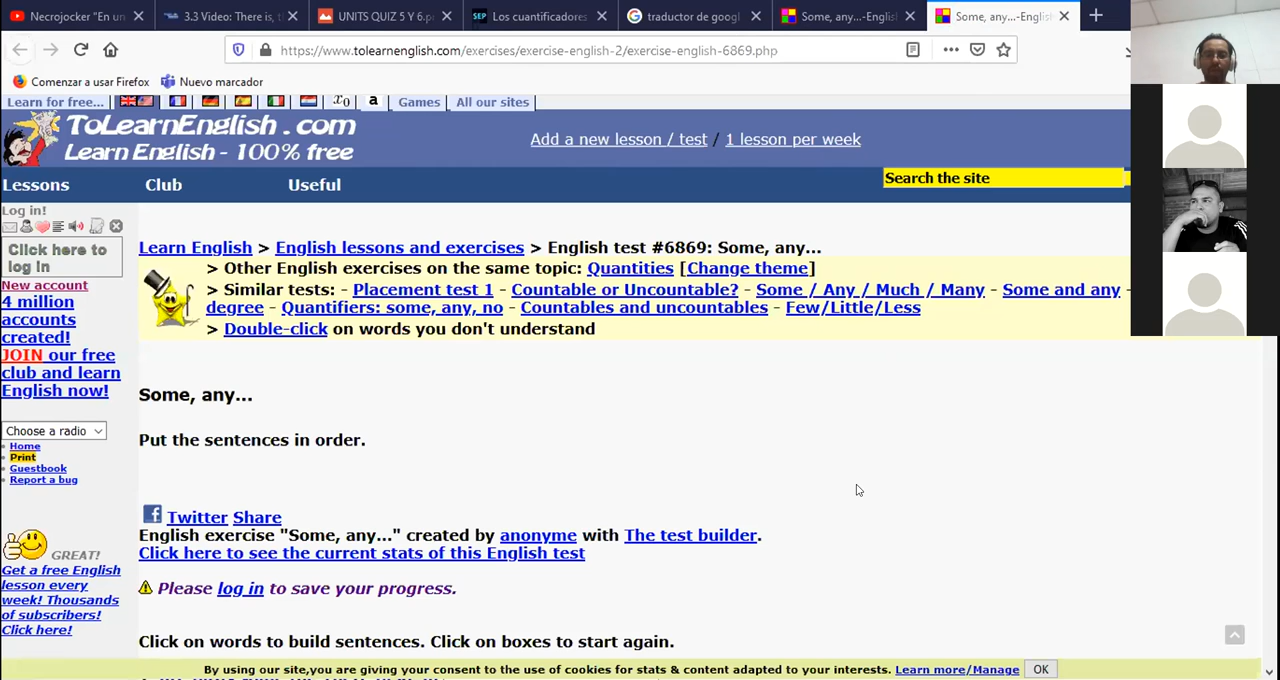 Necrojocker "En un
3.3 Video: There is, t
UNITS QUIZ 5 Y 6.p
SEP Los cuantificadores
traductor de googl
Some, any...-Engli
Some, any...-Englis
https://www.tolearnenglish.com/exercises/exercise-english-2/exercise-english-6869.php
Comenzar a usar Firefox
Nuevo marcador
Learn for free...
x0
a
Games
All our sites
ToLearnEnglish.com
Learn English - 100% free
Add a new lesson / test / 1 lesson per week
Lessons
Club
Useful
Search the site
Log in!
Click here to
log in
New account
4 million
accounts
created!
JOIN our free
club and learn
English now!
Choose a radio
Home
Print
Guestbook
Report a bug
GREAT!
Get a free English
lesson every
week! Thousands
of subscribers!
Click here!
Learn English > English lessons and exercises > English test #6869: Some, any...
> Other English exercises on the same topic: Quantities [Change theme]
> Similar tests: - Placement test 1 - Countable or Uncountable? - Some / Any / Much / Many - Some and any -
degree - Quantifiers: some, any, no - Countables and uncountables - Few/Little/Less
> Double-click on words you don't understand
Some, any...
Put the sentences in order.
Twitter Share
English exercise "Some, any..." created by anonyme with The test builder.
Click here to see the current stats of this English test
Please log in to save your progress.
Click on words to build sentences. Click on boxes to start again.
By using our site,you are giving your consent to the use of cookies for stats & content adapted to your interests. Learn more/Manage
OK